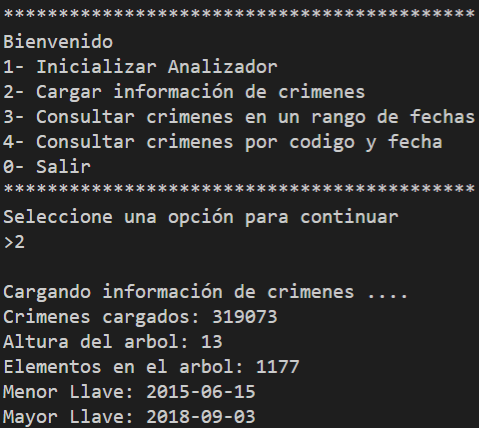 *******************************************
Bienvenido
1- Inicializar Analizador
2- Cargar información de crimenes
3- Consultar crimenes en un rango de fechas
4- Consultar crimenes por codigo y fecha
0- Salir
*******************************************
Seleccione una opción para continuar
>2
Cargando información de crimenes ....
Crimenes cargados: 319073
Altura del arbol: 13
Elementos en el arbol: 1177
Menor Llave: 2015-06-15
Mayor Llave: 2018-09-03